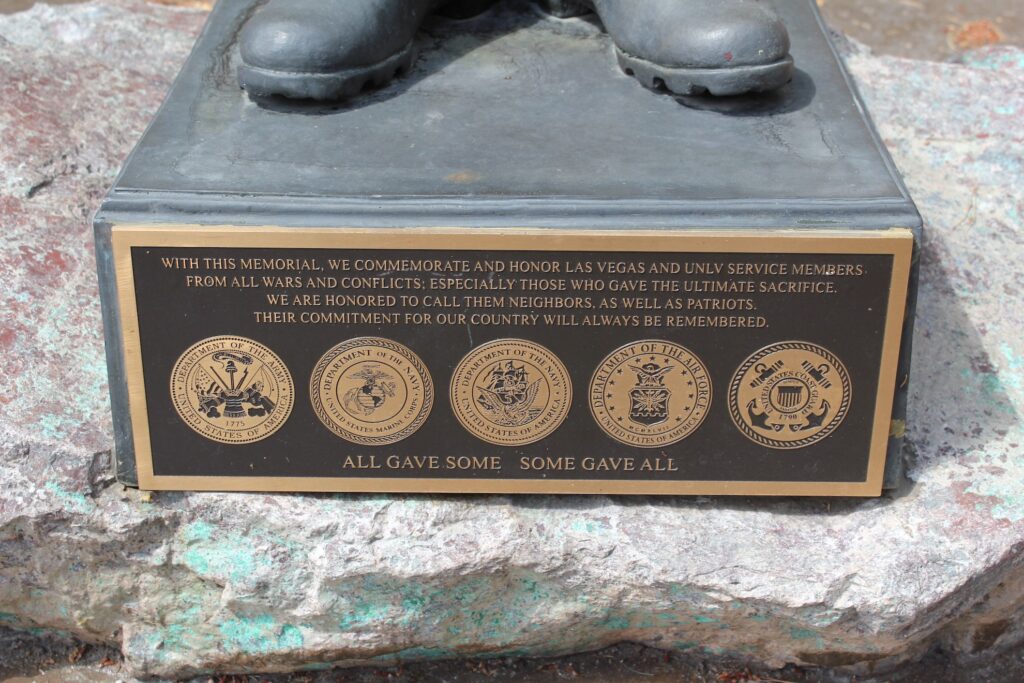 WITH THIS MEMORIAL, WE COMMEMORATE AND HONOR LAS VEGAS AND UNLV SERVICE MEMBERS
FROM ALL WARS AND CONFLICTS; ESPECIALLY THOSE WHO GAVE THE ULTIMATE SACRIFICE.
WE ARE HONORED TO CALL THEM NEIGHBORS, AS WELL AS PATRIOTS.
THEIR COMMITMENT FOR OUR COUNTRY WILL ALWAYS BE REMEMBERED.
DEPARTMENT OF THE ARMY
1775
UNITED STATES OF AMERICA
DEPARTMENT OF THE NAVY
UNITED STATES MARINE CORPS
DEPARTMENT OF THE NAVY
UNITED STATES OF AMERICA
DEPARTMENT OF THE AIR FORCE
MCMXLVII
UNITED STATES OF AMERICA
UNITED STATES COAST GUARD
1790
ALL GAVE SOME SOME GAVE ALL